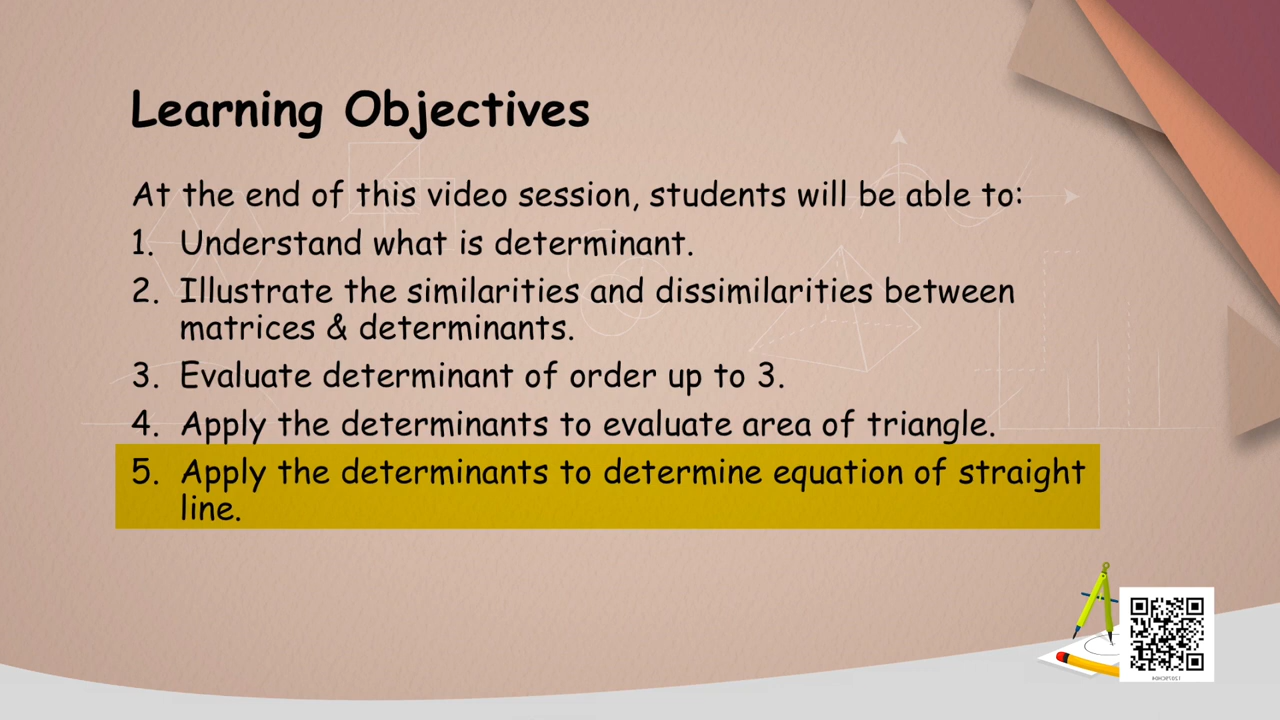 Learning Objectives
At the end of this video session, students will be able to:
1. Understand what is determinant.
2. Illustrate the similarities and dissimilarities between
matrices & determinants.
3. Evaluate determinant of order up to 3.
4. Apply the determinants to evaluate area of triangle.
5. Apply the determinants to determine equation of straight
line.